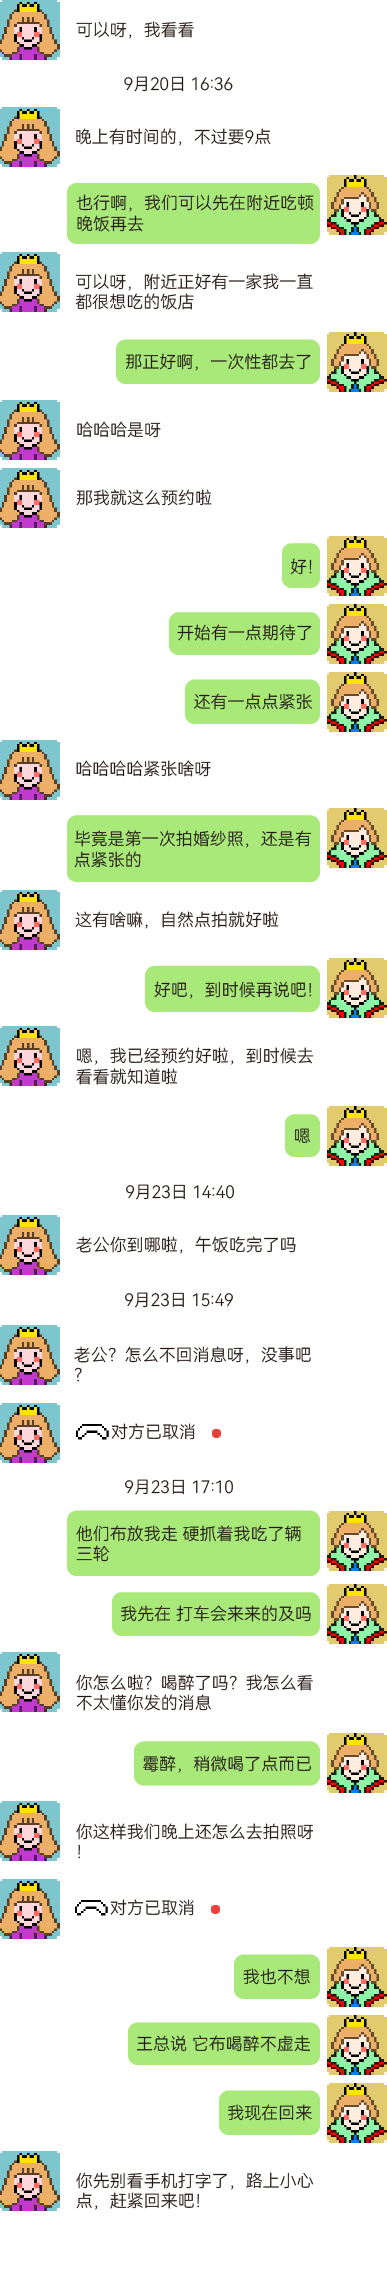 可以呀，我看看
9月20日 16:36
晚上有时间的，不过要9点
也行啊，我们可以先在附近吃顿
晚饭再去
可以呀，附近正好有一家我一直
都很想吃的饭店
那正好啊，一次性都去了
哈哈哈是呀
那我就这么预约啦
好！
开始有一点期待了
还有一点点紧张
哈哈哈哈紧张啥呀
毕竟是第一次拍婚纱照，还是有
点紧张的
这有啥嘛，自然点拍就好啦
好吧，到时候再说吧！
嗯，我已经预约好啦，到时候去
看看就知道啦
嗯
9月23日 14:40
老公你到哪啦，午饭吃完了吗
9月23日 15:49
老公？怎么不回消息呀，没事吧
？
对方已取消
9月23日 17:10
他们布放我走 硬抓着我吃了辆
三轮
我先在 打车会来来的及吗
你怎么啦？喝醉了吗？我怎么看
不太懂你发的消息
霉醉，稍微喝了点而已
你这样我们晚上还怎么去拍照呀
！
对方已取消
我也不想
王总说 它布喝醉不虚走
我现在回来
你先别看手机打字了，路上小心
点，赶紧回来吧！